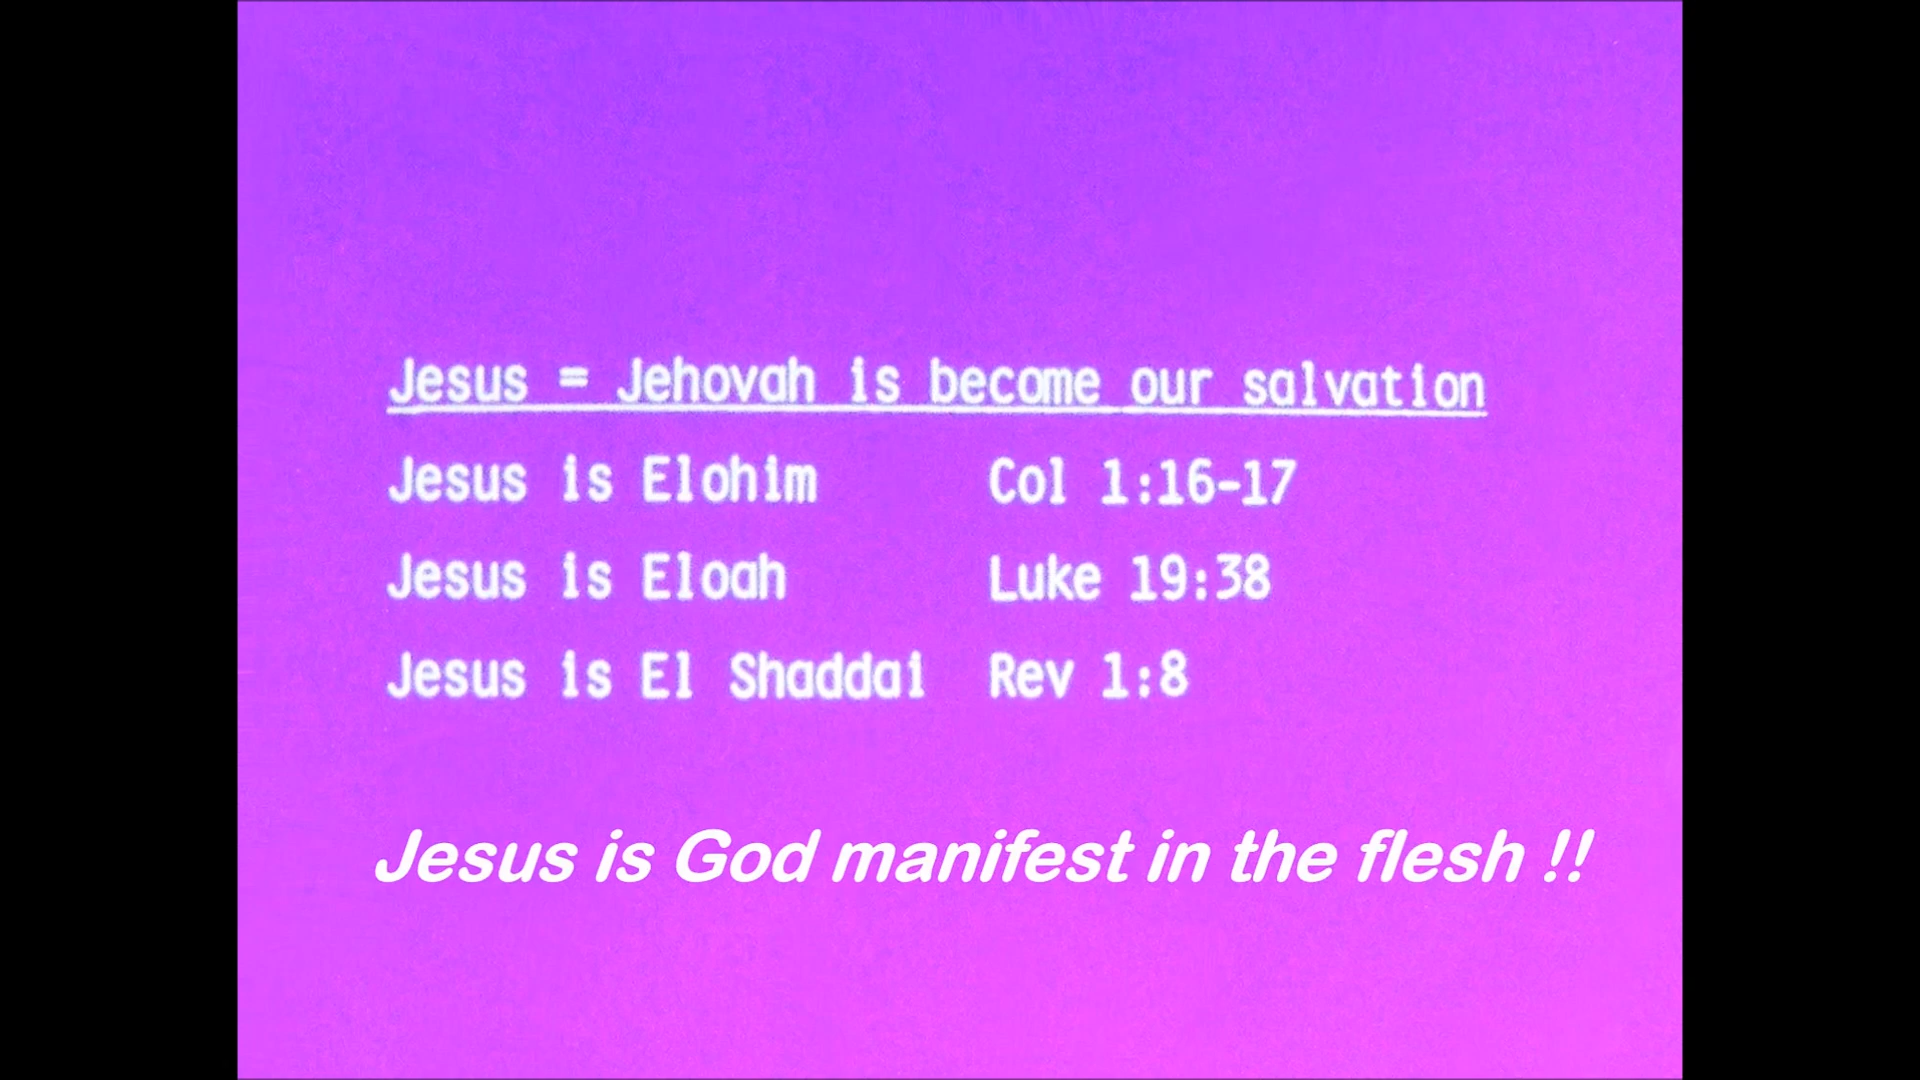 Jesus = Jehovah is become our salvation
Jesus is Elohim Col 1:16-17
Jesus is Eloah Luke 19:38
Jesus is El Shaddai Rev 1:8
Jesus is God manifest in the flesh !!